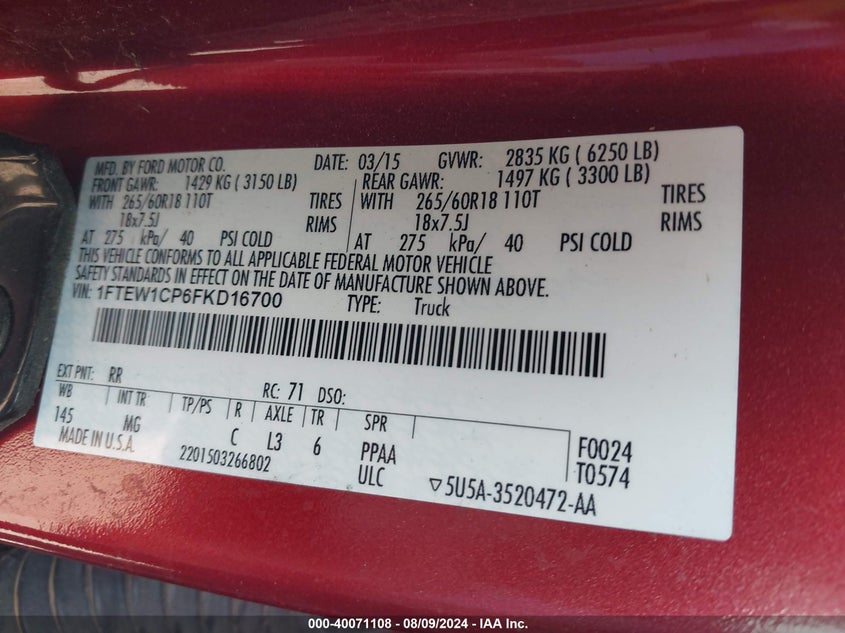 MFD. BY FORD MOTOR CO. DATE: 03/15 GVWR: 2835 KG ( 6250 LB)
FRONT GAWR: 1429 KG ( 3150 LB) REAR GAWR: 1497 KG ( 3300 LB)
WITH 265/60R18 110T TIRES WITH 265/60R18 110T TIRES
18x7.5J RIMS 18x7.5J RIMS
AT 275 kPa/ 40 PSI COLD AT 275 kPa/ 40 PSI COLD
THIS VEHICLE CONFORMS TO ALL APPLICABLE FEDERAL MOTOR VEHICLE
SAFETY STANDARDS IN EFFECT ON THE DATE OF MANUFACTURE SHOWN ABOVE.
VIN: 1FTEW1CP6FKD16700 TYPE: Truck
EXT PNT: RR RC: 71 DSO:
WB INT TR TP/PS R AXLE TR SPR
145 MG C L3 6 PPAA F0024
MADE IN U.S.A. 2201503266802 ULC T0574
▽5U5A-3520472-AA
000-40071108 - 08/09/2024 - IAA Inc.